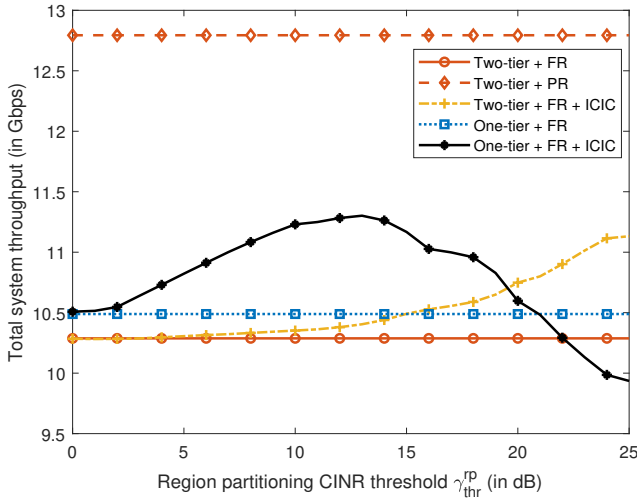 13
12.5
12
11.5
11
10.5
10
9.5
Total system throughput (in Gbps)
Two-tier + FR
Two-tier + PR
Two-tier + FR + ICIC
One-tier + FR
One-tier + FR + ICIC
0 5 10 15 20 25
Region partitioning CINR threshold γ^rp_thr (in dB)